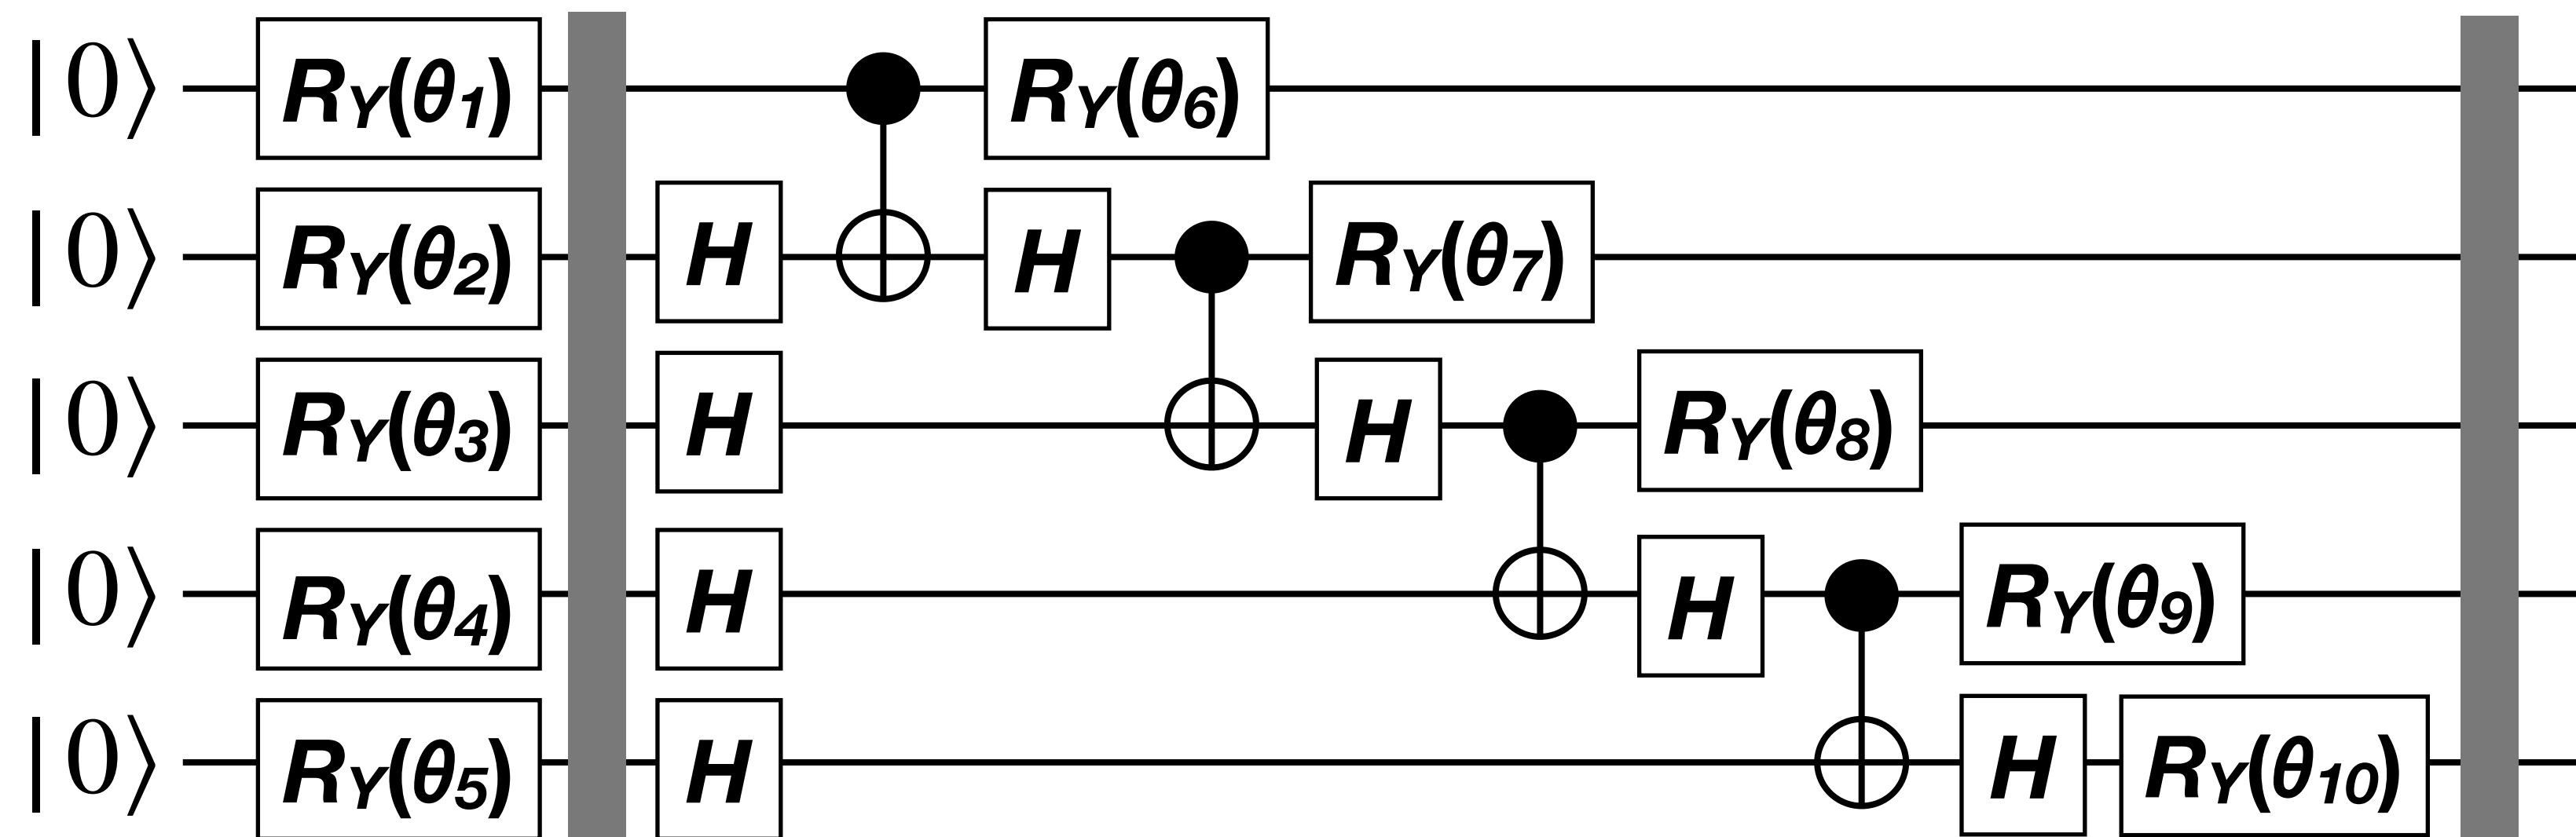 |0⟩ RY(θ1) RY(θ6)
|0⟩ RY(θ2) H H RY(θ7)
|0⟩ RY(θ3) H H RY(θ8)
|0⟩ RY(θ4) H H RY(θ9)
|0⟩ RY(θ5) H H RY(θ10)